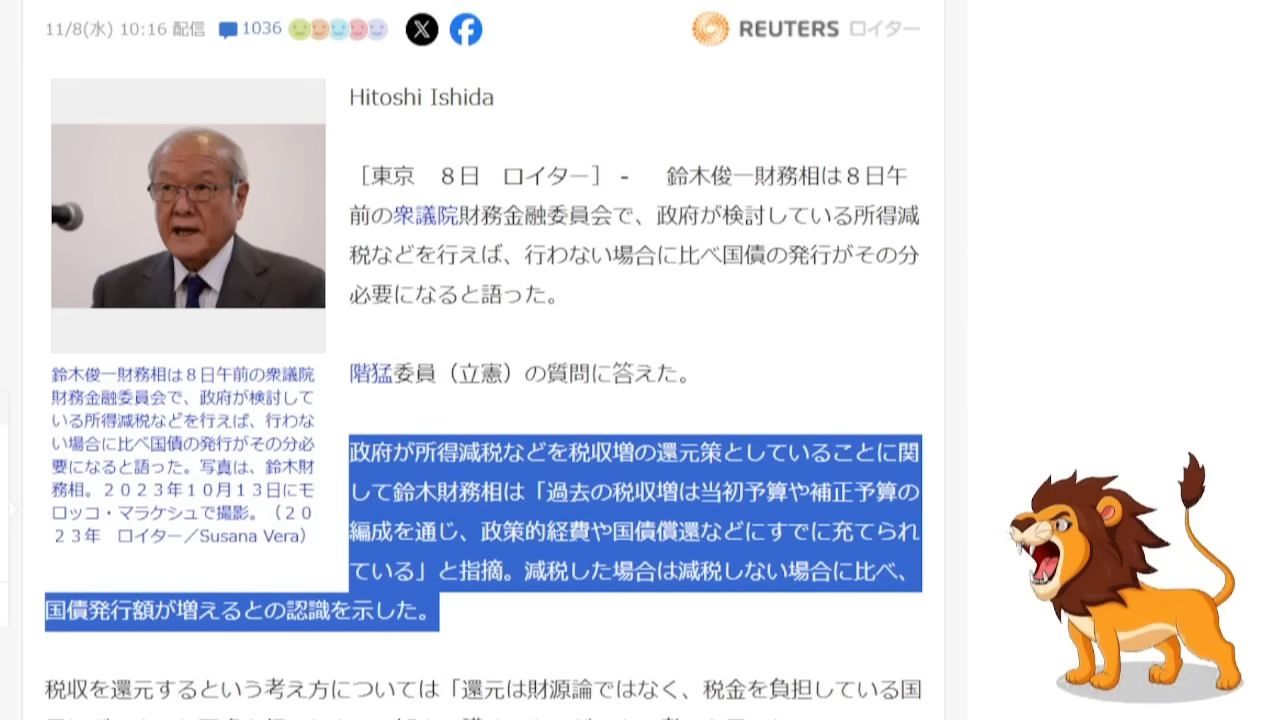 11/8(水) 10:16 配信 1036
REUTERS ロイター
Hitoshi Ishida
［東京　８日　ロイター］ -　 鈴木俊一財務相は８日午
前の衆議院財務金融委員会で、政府が検討している所得減
税などを行えば、行わない場合に比べ国債の発行がその分
必要になると語った。
階猛委員（立憲）の質問に答えた。
政府が所得減税などを税収増の還元策としていることに関
して鈴木財務相は「過去の税収増は当初予算や補正予算の
編成を通じ、政策的経費や国債償還などにすでに充てられ
ている」と指摘。減税した場合は減税しない場合に比べ、
国債発行額が増えるとの認識を示した。
鈴木俊一財務相は８日午前の衆議院
財務金融委員会で、政府が検討して
いる所得減税などを行えば、行わな
い場合に比べ国債の発行がその分必
要になると語った。写真は、鈴木財
務相。２０２３年１０月１３日にモ
ロッコ・マラケシュで撮影。（２０
２３年　ロイター／Susana Vera）
税収を還元するという考え方については「還元は財源論ではなく、税金を負担している国